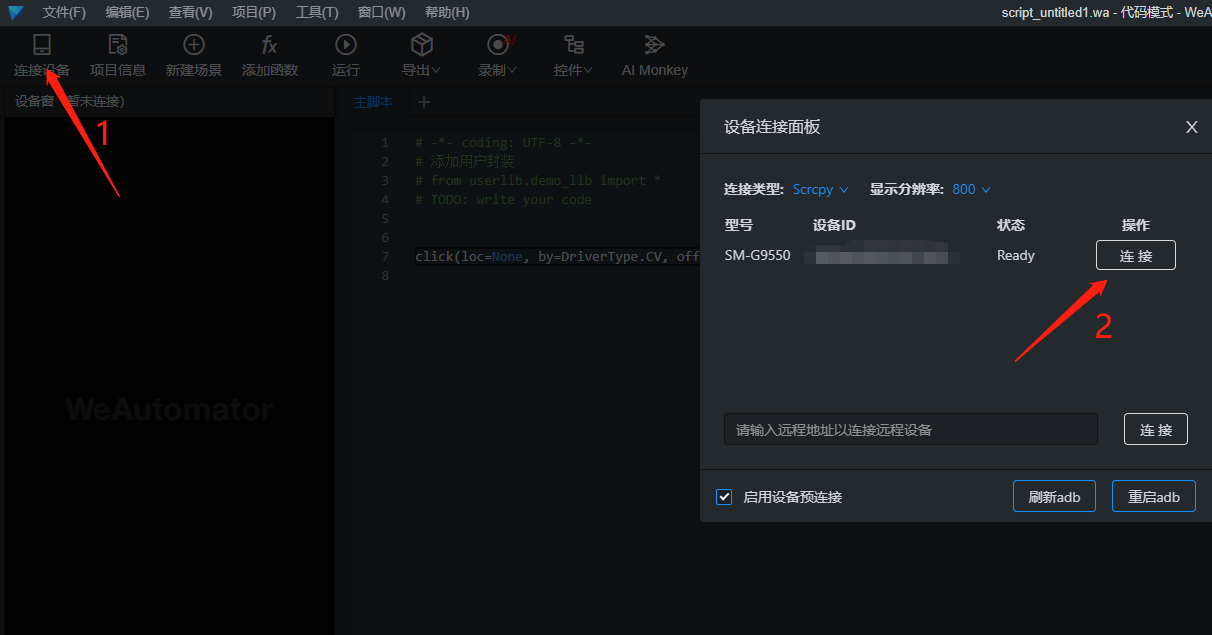 文件(F) 编辑(E) 查看(V) 项目(P) 工具(T) 窗口(W) 帮助(H) script_untitled1.wa - 代码模式 - WeA
连接设备 项目信息 新建场景 添加函数 运行 导出 录制 AI 控件 AI Monkey
1
设备窗（暂未连接)
主脚本 +
1 # -*- coding: UTF-8 -*-
2 # 添加用户封装
3 # from userlib.demo_lib import *
4 # TODO: write your code
5
6
7 click(loc=None, by=DriverType.CV, off
8
WeAutomator
设备连接面板 X
连接类型: Scrcpy 显示分辨率: 800
型号 设备ID 状态 操作
SM-G9550 Ready 连 接
2
请输入远程地址以连接远程设备 连 接
启用设备预连接 刷新adb 重启adb